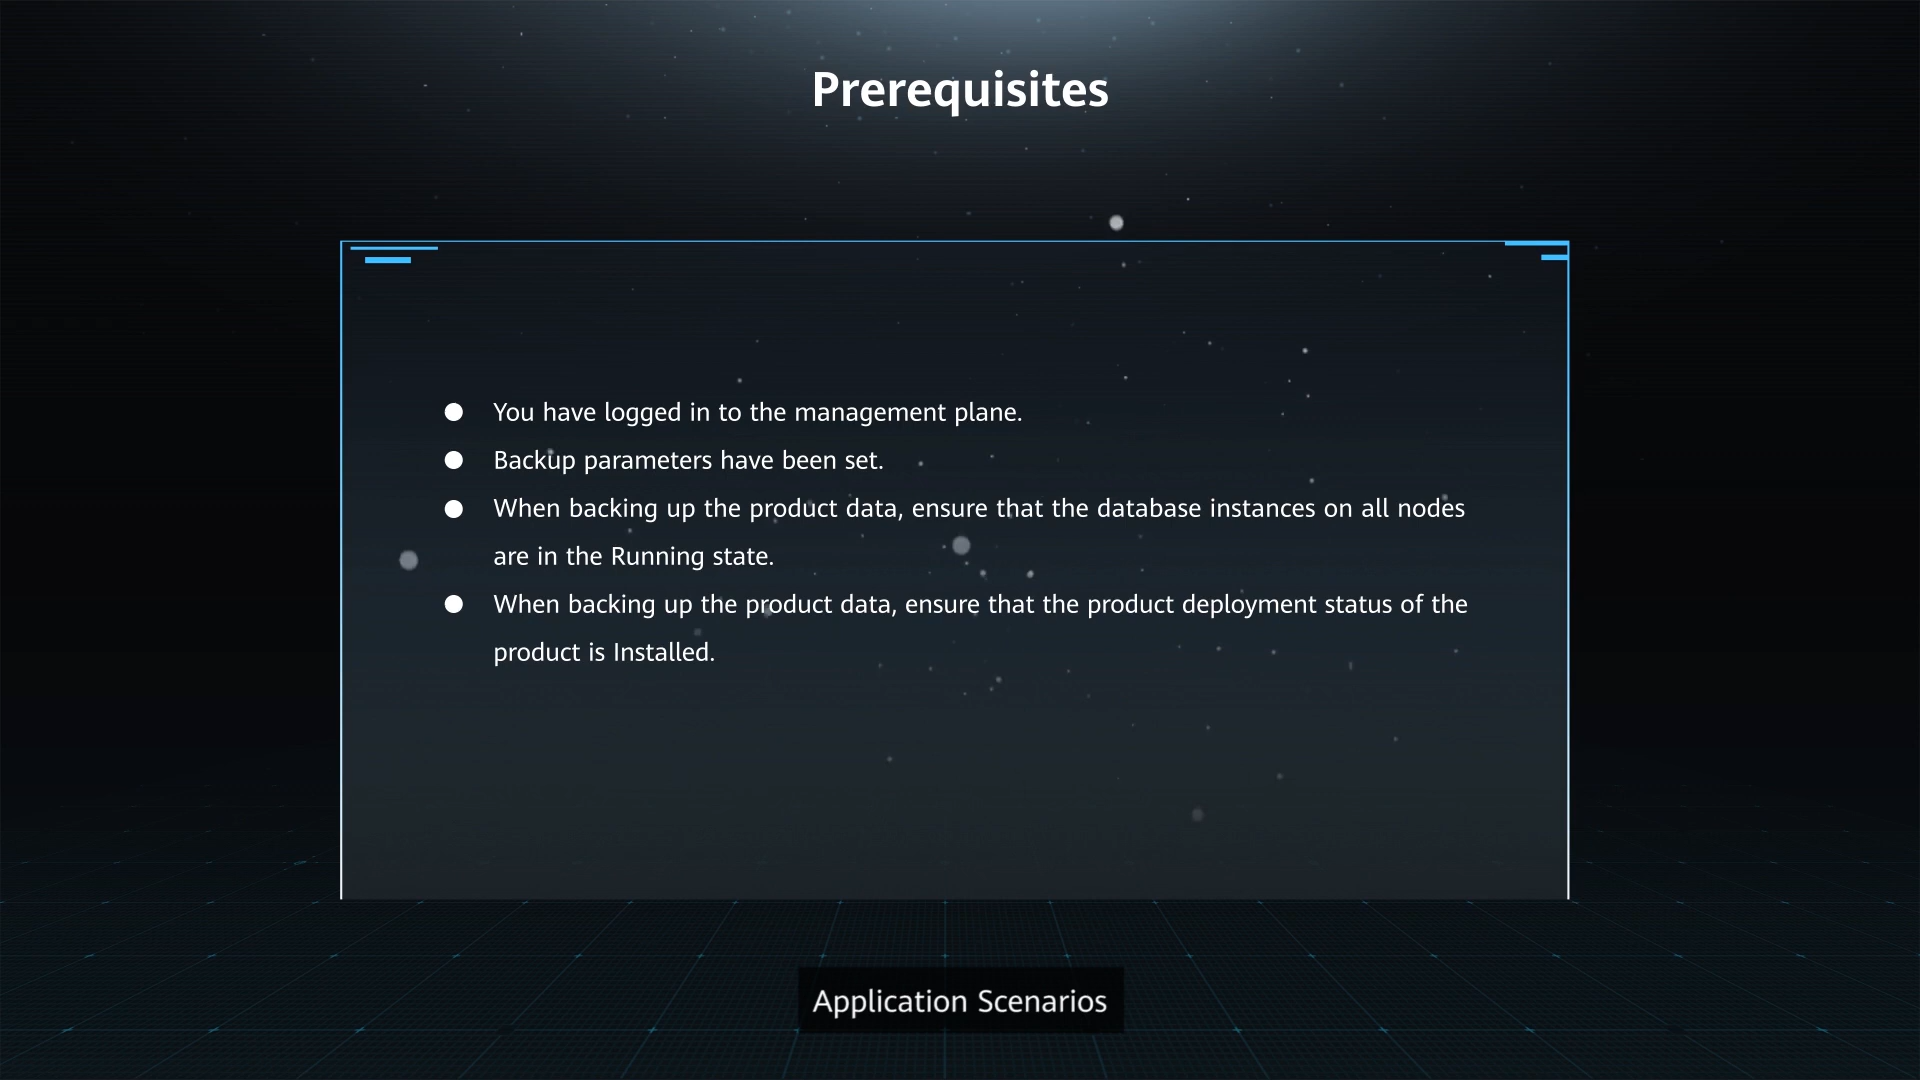 Prerequisites
● You have logged in to the management plane.
● Backup parameters have been set.
● When backing up the product data, ensure that the database instances on all nodes
are in the Running state.
● When backing up the product data, ensure that the product deployment status of the
product is Installed.
Application Scenarios